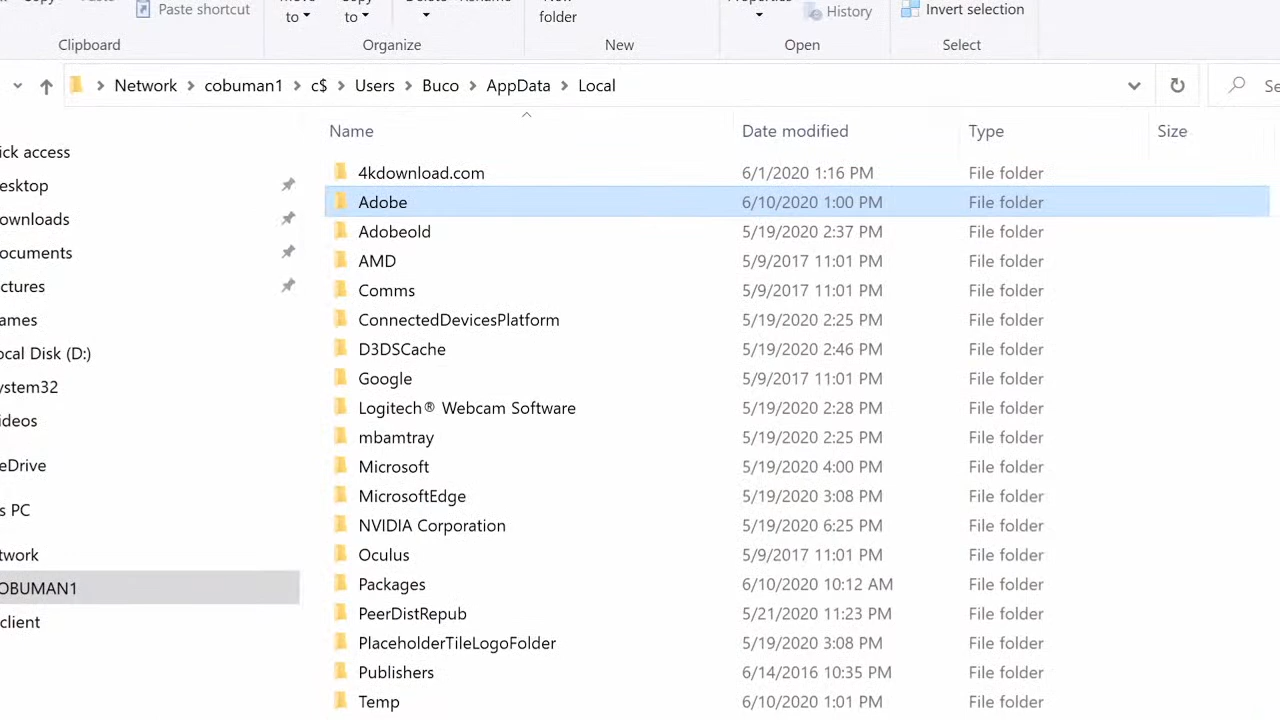 Paste shortcut
to
to
folder
Properties
History
Invert selection
Clipboard
Organize
New
Open
Select
Network > cobuman1 > c$ > Users > Buco > AppData > Local
Se
Name Date modified Type Size
ick access
esktop
ownloads
ocuments
ctures
ames
ocal Disk (D:)
ystem32
ideos
eDrive
s PC
twork
OBUMAN1
client
4kdownload.com 6/1/2020 1:16 PM File folder
Adobe 6/10/2020 1:00 PM File folder
Adobeold 5/19/2020 2:37 PM File folder
AMD 5/9/2017 11:01 PM File folder
Comms 5/9/2017 11:01 PM File folder
ConnectedDevicesPlatform 5/19/2020 2:25 PM File folder
D3DSCache 5/19/2020 2:46 PM File folder
Google 5/9/2017 11:01 PM File folder
Logitech® Webcam Software 5/19/2020 2:28 PM File folder
mbamtray 5/19/2020 2:25 PM File folder
Microsoft 5/19/2020 4:00 PM File folder
MicrosoftEdge 5/19/2020 3:08 PM File folder
NVIDIA Corporation 5/19/2020 6:25 PM File folder
Oculus 5/9/2017 11:01 PM File folder
Packages 6/10/2020 10:12 AM File folder
PeerDistRepub 5/21/2020 11:23 PM File folder
PlaceholderTileLogoFolder 5/19/2020 3:08 PM File folder
Publishers 6/14/2016 10:35 PM File folder
Temp 6/10/2020 1:01 PM File folder